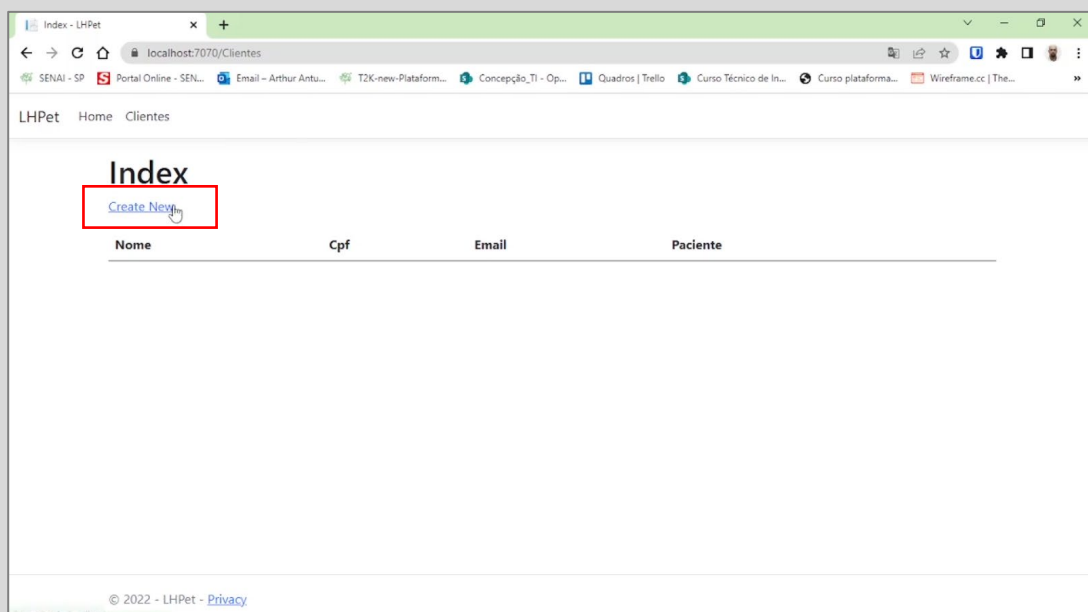 Index - LHPet
localhost:7070/Clientes
SENAI - SP Portal Online - SEN... Email – Arthur Antu... T2K-new-Plataform... Concepção_TI - Op... Quadros | Trello Curso Técnico de In... Curso plataforma... Wireframe.cc | The... »
LHPet Home Clientes
Index
Create New
Nome Cpf Email Paciente
© 2022 - LHPet - Privacy